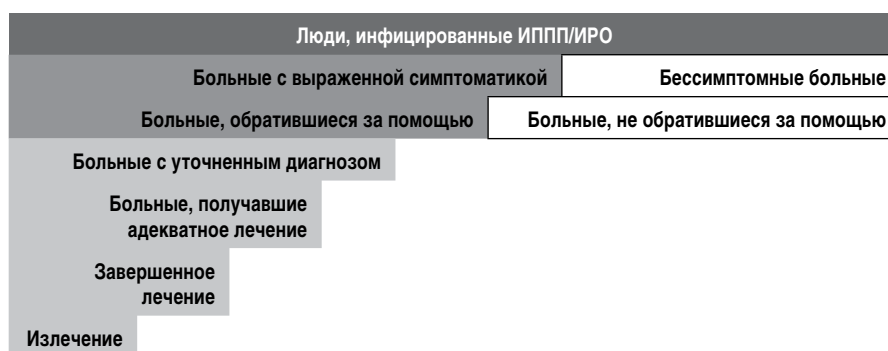 Люди, инфицированные ИППП/ИРО
Больные с выраженной симптоматикой
Бессимптомные больные
Больные, обратившиеся за помощью
Больные, не обратившиеся за помощью
Больные с уточненным диагнозом
Больные, получавшие
адекватное лечение
Завершенное
лечение
Излечение